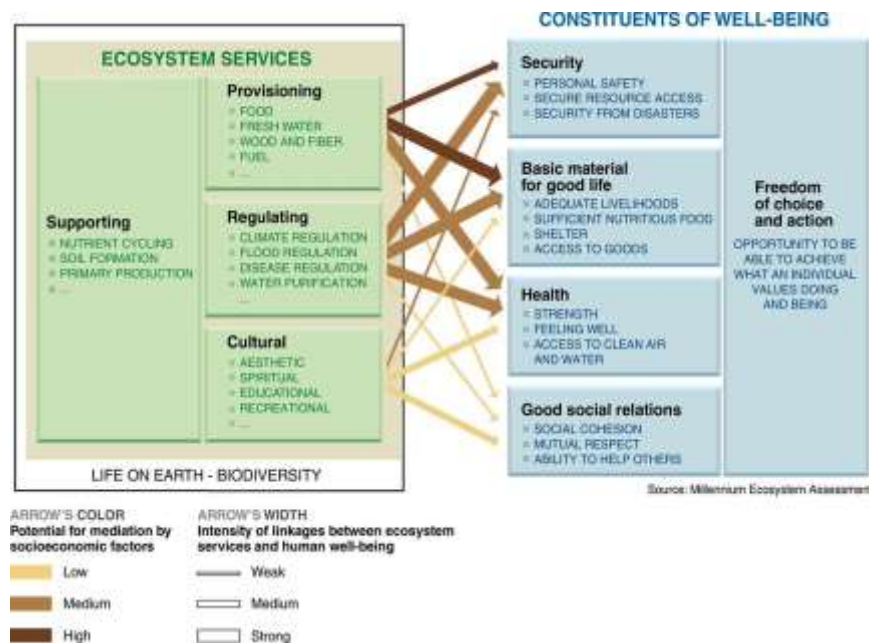 CONSTITUENTS OF WELL-BEING
ECOSYSTEM SERVICES
Provisioning
FOOD
FRESH WATER
WOOD AND FIBER
FUEL
...
Supporting
NUTRIENT CYCLING
SOIL FORMATION
PRIMARY PRODUCTION
...
Regulating
CLIMATE REGULATION
FLOOD REGULATION
DISEASE REGULATION
WATER PURIFICATION
...
Cultural
AESTHETIC
SPIRITUAL
EDUCATIONAL
RECREATIONAL
...
LIFE ON EARTH - BIODIVERSITY
Security
PERSONAL SAFETY
SECURE RESOURCE ACCESS
SECURITY FROM DISASTERS
Basic material
for good life
ADEQUATE LIVELIHOODS
SUFFICIENT NUTRITIOUS FOOD
SHELTER
ACCESS TO GOODS
Health
STRENGTH
FEELING WELL
ACCESS TO CLEAN AIR
AND WATER
Good social relations
SOCIAL COHESION
MUTUAL RESPECT
ABILITY TO HELP OTHERS
Freedom
of choice
and action
OPPORTUNITY TO BE
ABLE TO ACHIEVE
WHAT AN INDIVIDUAL
VALUES DOING
AND BEING
Source: Millennium Ecosystem Assessment
ARROW'S COLOR
Potential for mediation by
socioeconomic factors
Low
Medium
High
ARROW'S WIDTH
Intensity of linkages between ecosystem
services and human well-being
Weak
Medium
Strong